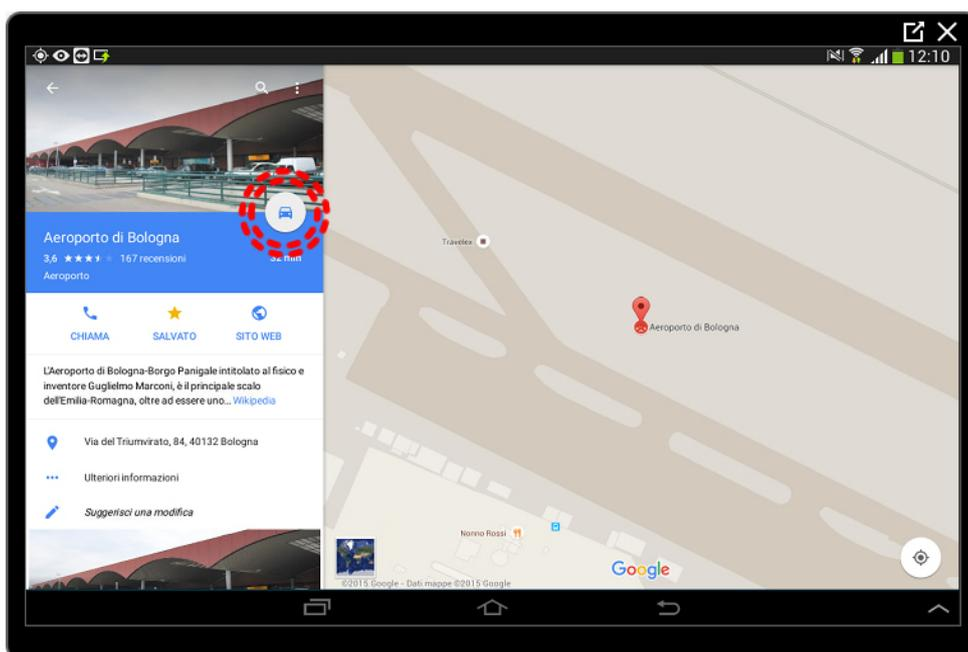 12:10
Aeroporto di Bologna
3,6 167 recensioni
32 min
Aeroporto
CHIAMA SALVATO SITO WEB
L'Aeroporto di Bologna-Borgo Panigale intitolato al fisico e
inventore Guglielmo Marconi, è il principale scalo
dell'Emilia-Romagna, oltre ad essere uno... Wikipedia
Via del Triumvirato, 84, 40132 Bologna
Ulteriori informazioni
Suggerisci una modifica
Travelex
Aeroporto di Bologna
Nonno Rossi
Google
©2015 Google - Dati mappe ©2015 Google